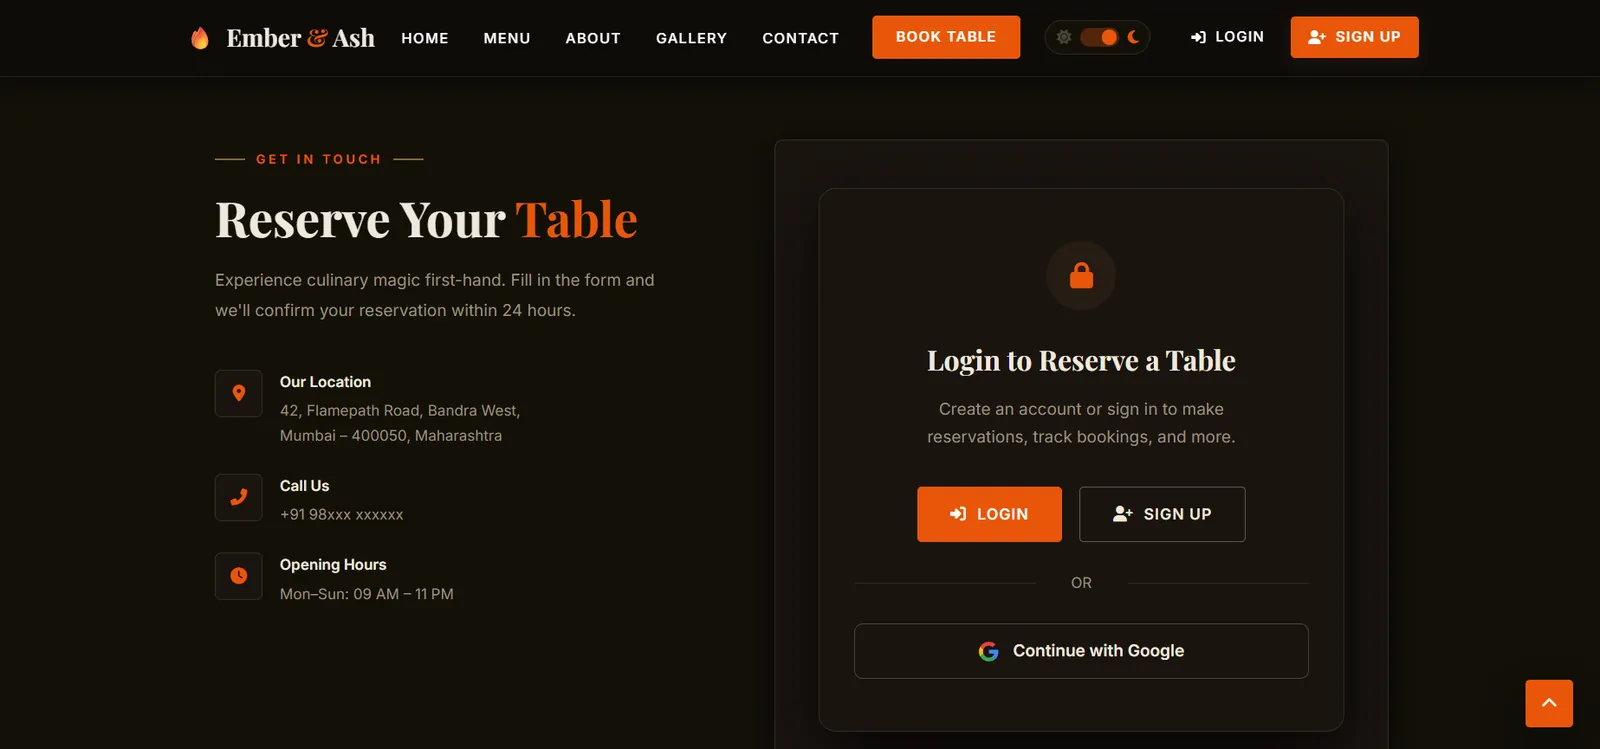 Ember & Ash
HOME
MENU
ABOUT
GALLERY
CONTACT
BOOK TABLE
LOGIN
SIGN UP
GET IN TOUCH
Reserve Your Table
Experience culinary magic first-hand. Fill in the form and
we'll confirm your reservation within 24 hours.
Our Location
42, Flamepath Road, Bandra West,
Mumbai – 400050, Maharashtra
Call Us
+91 98xxx xxxxxx
Opening Hours
Mon–Sun: 09 AM – 11 PM
Login to Reserve a Table
Create an account or sign in to make
reservations, track bookings, and more.
LOGIN
SIGN UP
OR
Continue with Google